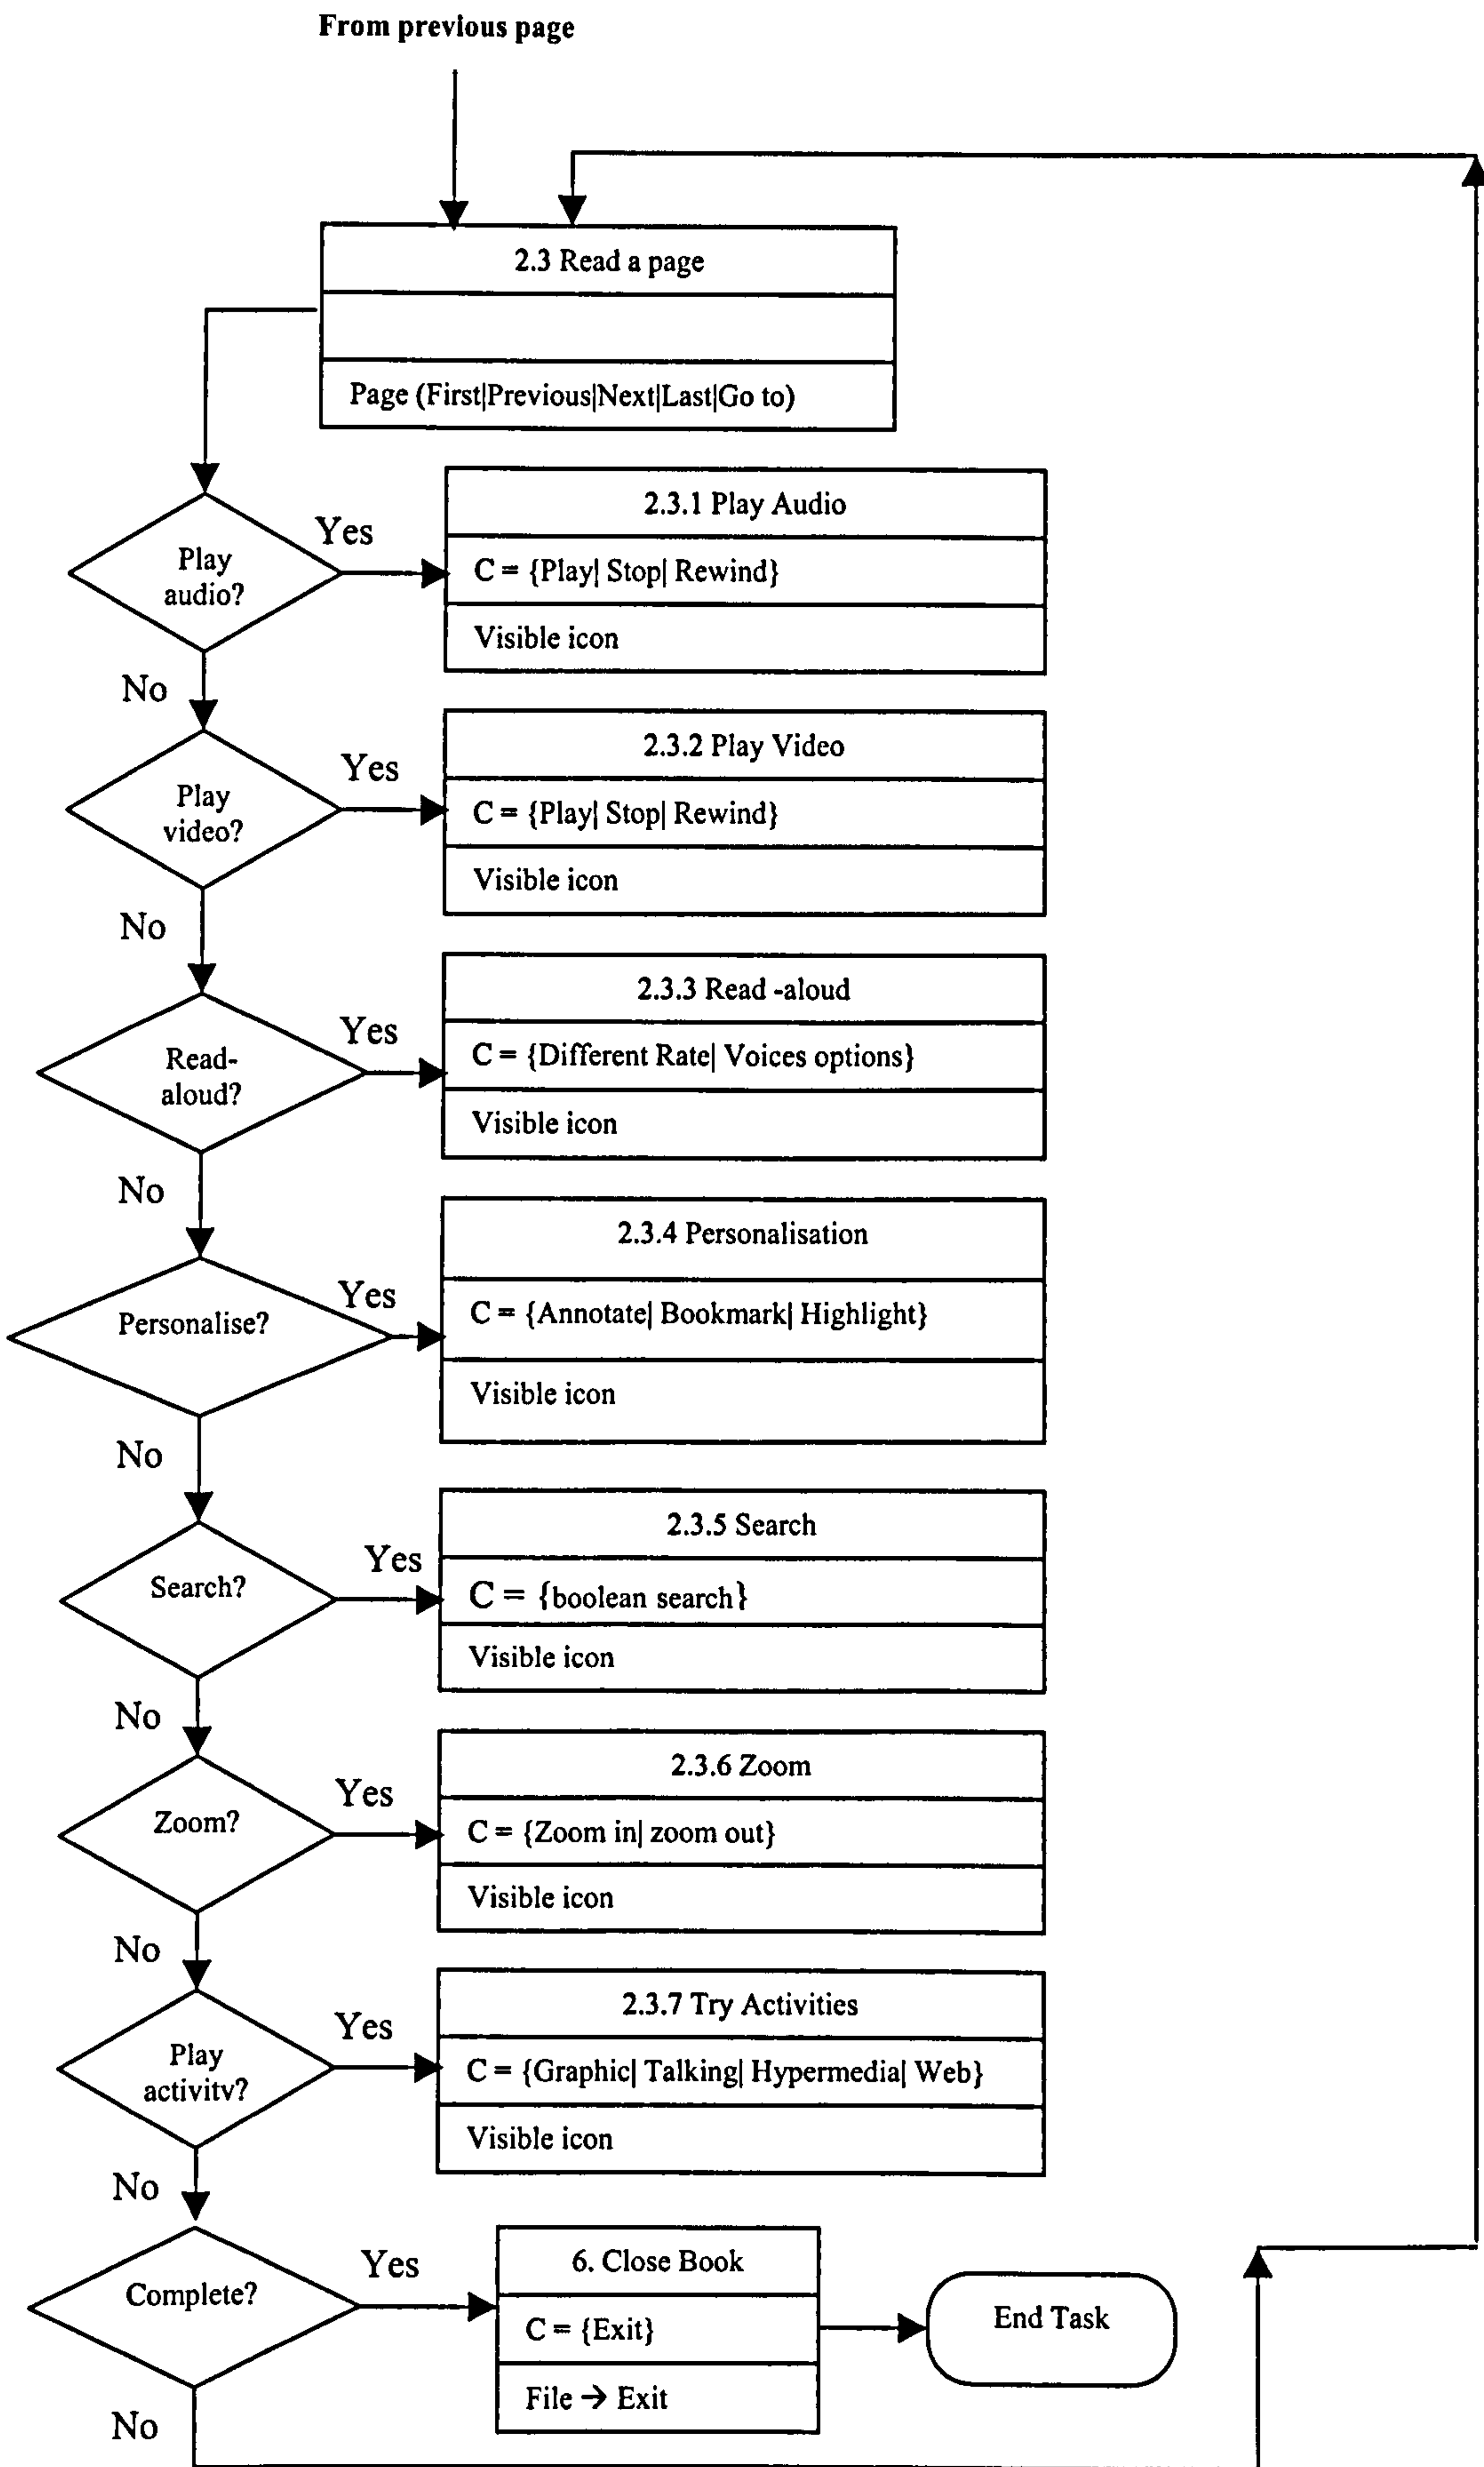 From previous page
2.3 Read a page
Page (First|Previous|Next|Last|Go to)
Play
audio?
Yes
2.3.1 Play Audio
C = {Play| Stop| Rewind}
Visible icon
No
Play
video?
Yes
2.3.2 Play Video
C = {Play| Stop| Rewind}
Visible icon
No
Read-
aloud?
Yes
2.3.3 Read -aloud
C = {Different Rate| Voices options}
Visible icon
No
Personalise?
Yes
2.3.4 Personalisation
C = {Annotate| Bookmark| Highlight}
Visible icon
No
Search?
Yes
2.3.5 Search
C = {boolean search}
Visible icon
No
Zoom?
Yes
2.3.6 Zoom
C = {Zoom in| zoom out}
Visible icon
No
Play
activity?
Yes
2.3.7 Try Activities
C = {Graphic| Talking| Hypermedia| Web}
Visible icon
No
Complete?
Yes
6. Close Book
C = {Exit}
File → Exit
End Task
No